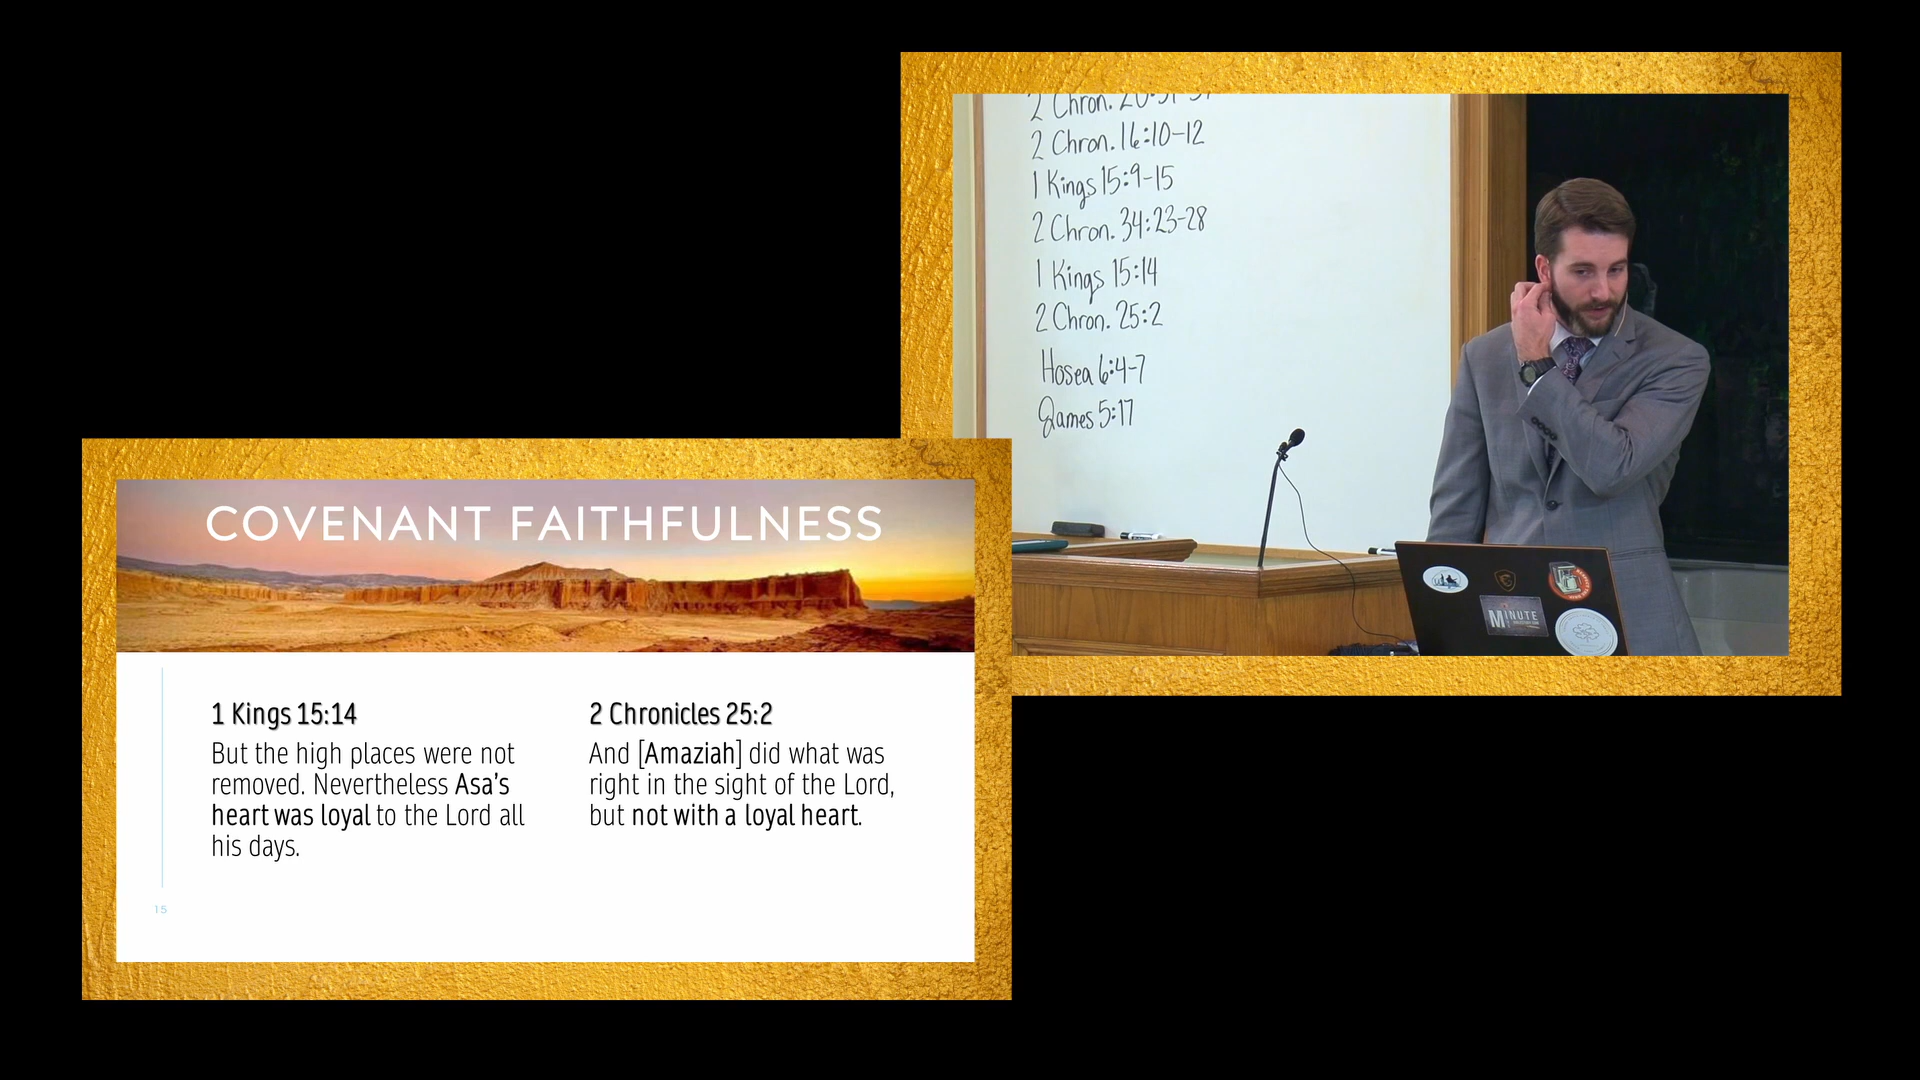 2 Chron.
2 Chron. 16:10-12
1 Kings 15:9-15
2 Chron. 34:23-28
1 Kings 15:14
2 Chron. 25:2
Hosea 6:4-7
James 5:17
MINUTE
COVENANT FAITHFULNESS
1 Kings 15:14
But the high places were not
removed. Nevertheless Asa’s
heart was loyal to the Lord all
his days.
2 Chronicles 25:2
And [Amaziah] did what was
right in the sight of the Lord,
but not with a loyal heart.
15